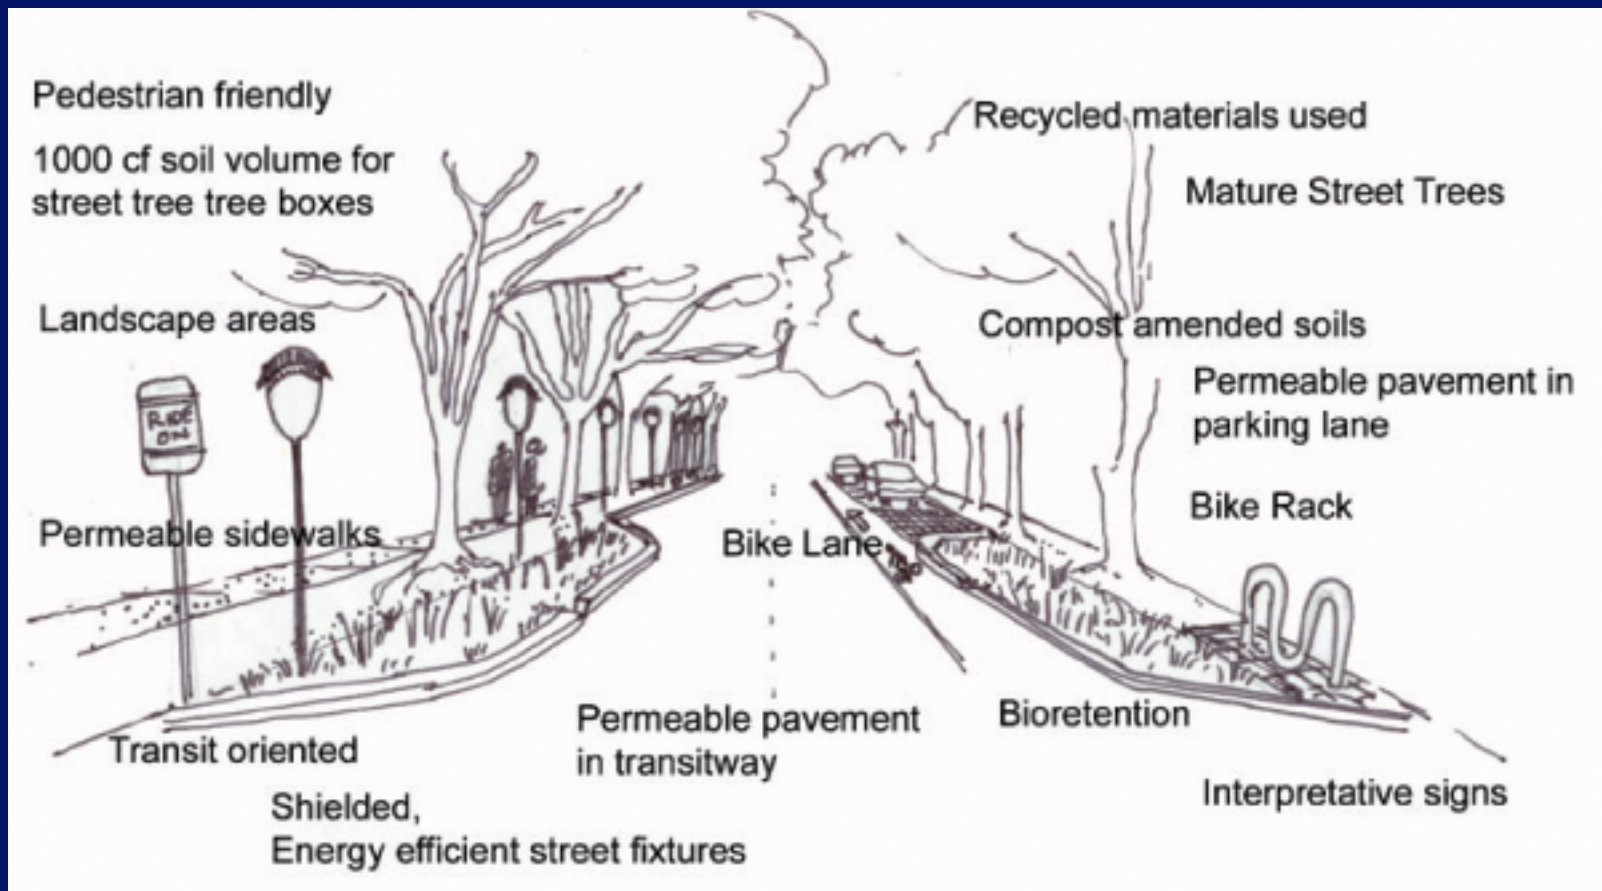 Pedestrian friendly
1000 cf soil volume for
street tree tree boxes
Landscape areas
RIDE
ON
Permeable sidewalks
Transit oriented
Shielded,
Energy efficient street fixtures
Bike Lane
Permeable pavement
in transitway
Recycled materials used
Mature Street Trees
Compost amended soils
Permeable pavement in
parking lane
Bike Rack
Bioretention
Interpretative signs